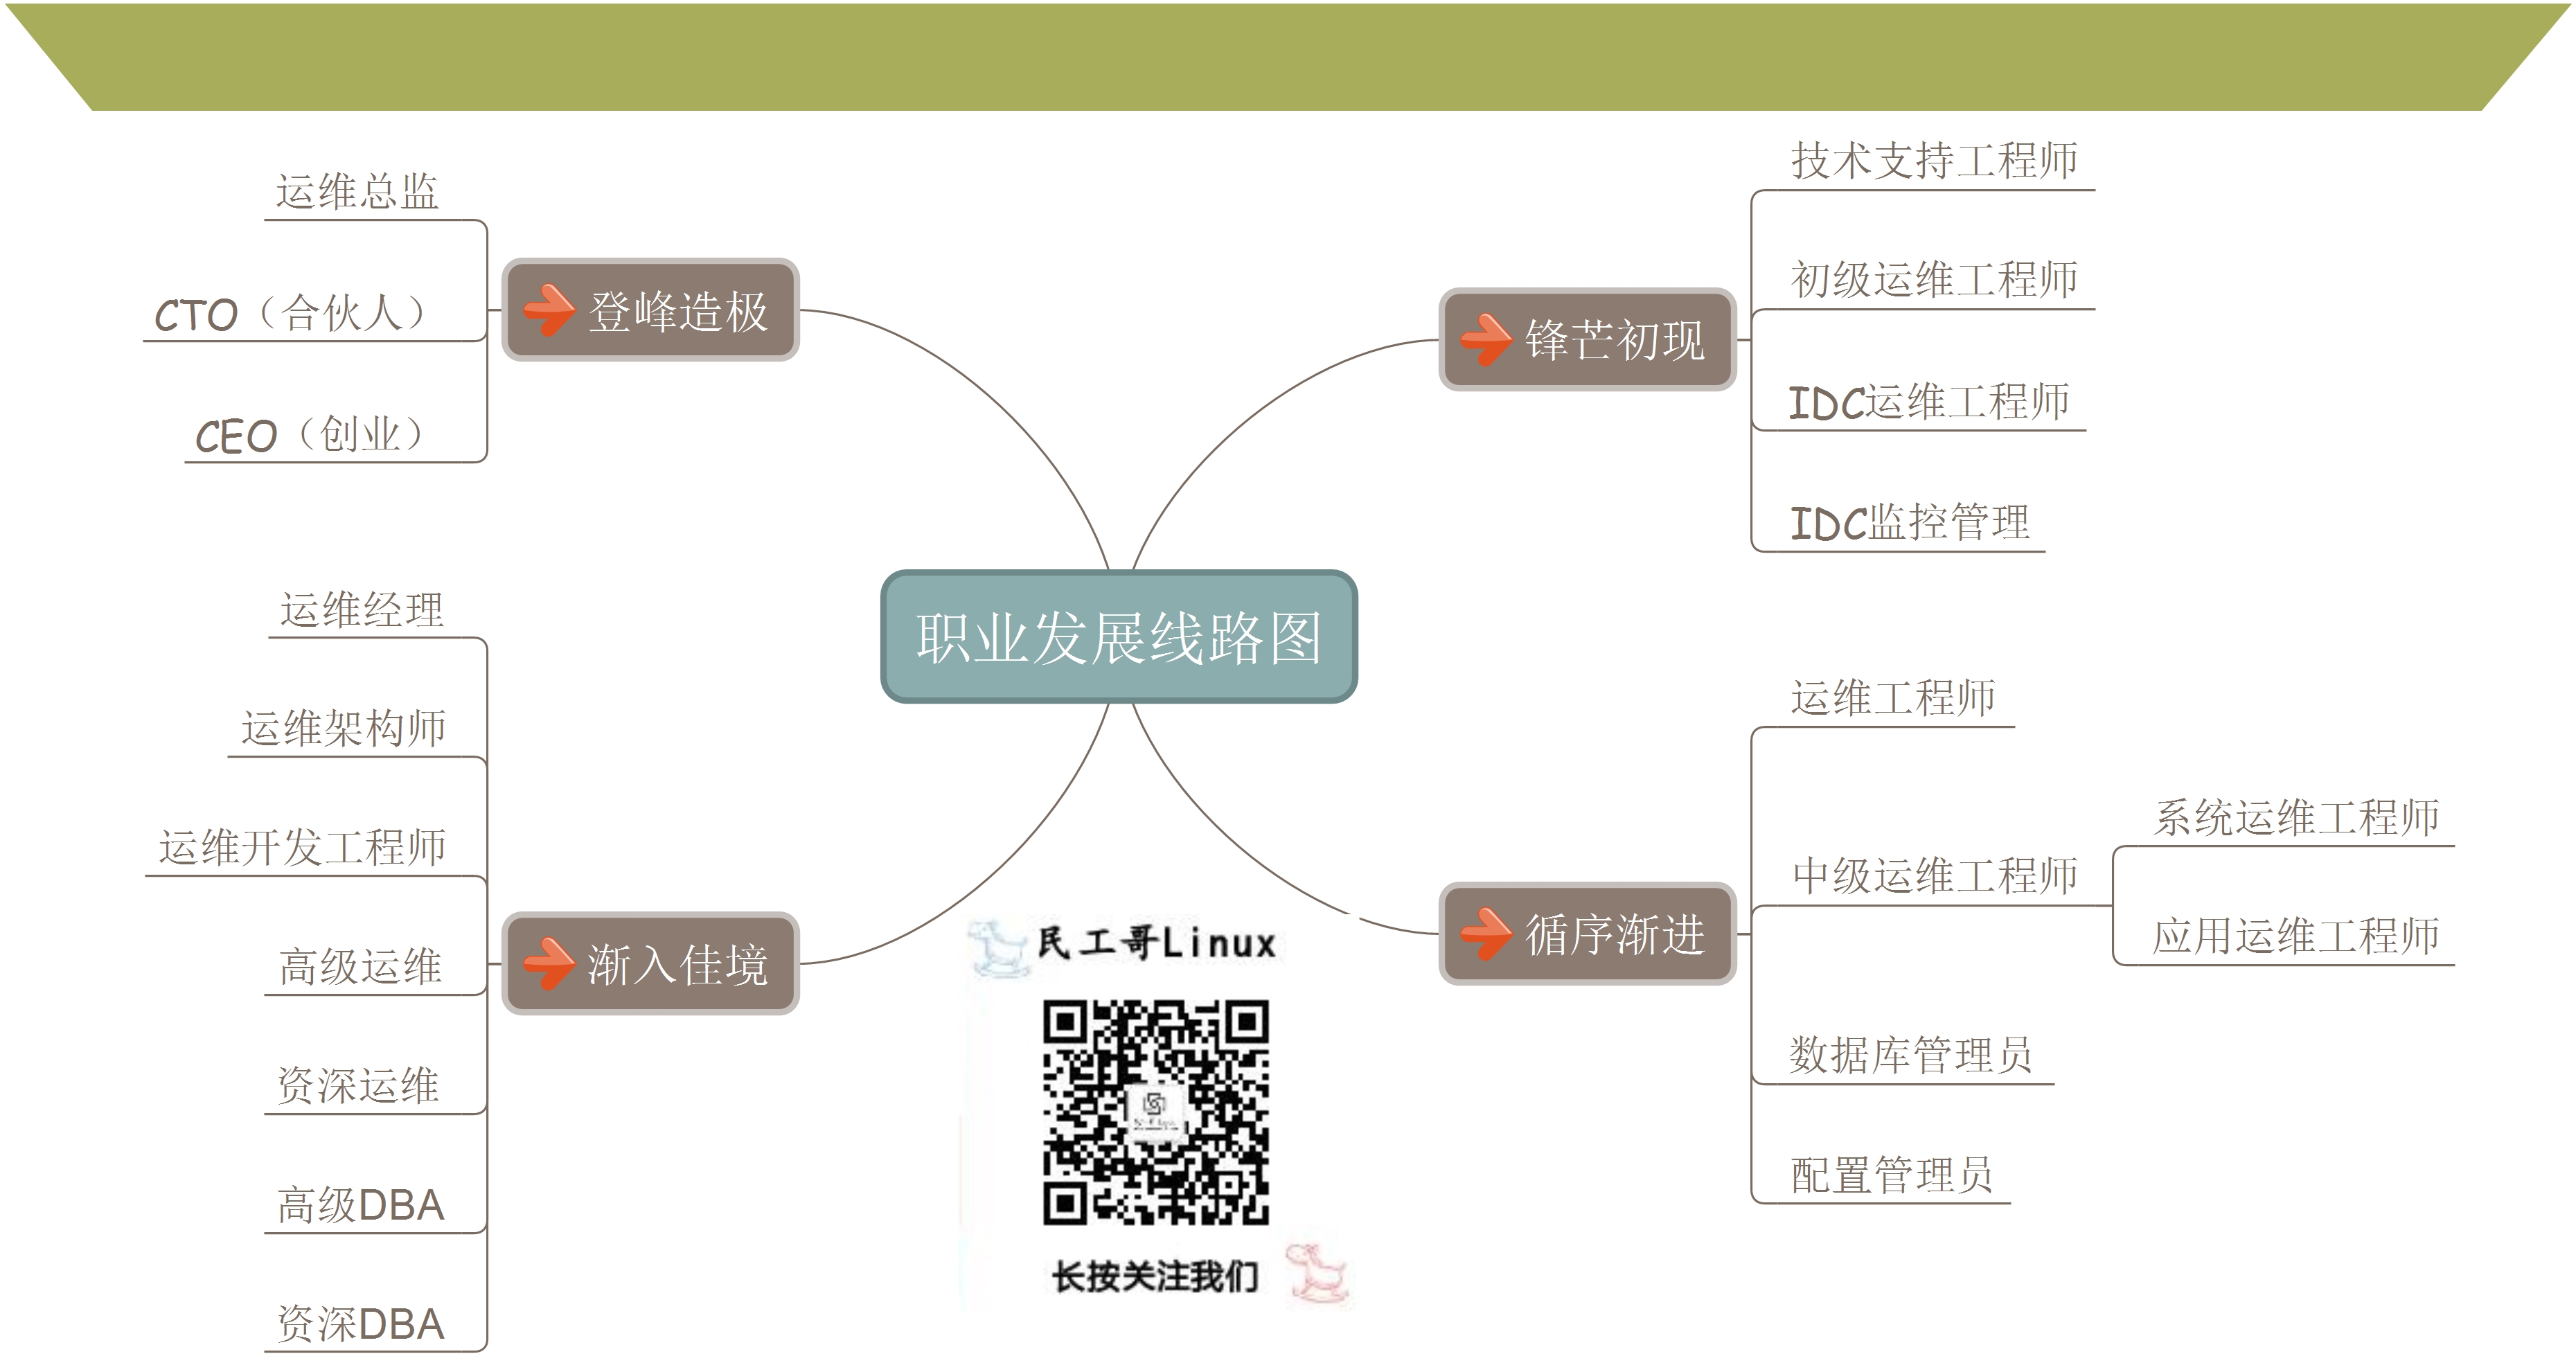 职业发展线路图
锋芒初现
技术支持工程师
初级运维工程师
IDC运维工程师
IDC监控管理
循序渐进
运维工程师
中级运维工程师
系统运维工程师
应用运维工程师
数据库管理员
配置管理员
渐入佳境
运维经理
运维架构师
运维开发工程师
高级运维
资深运维
高级DBA
资深DBA
登峰造极
运维总监
CTO（合伙人）
CEO（创业）
民工哥Linux
长按关注我们